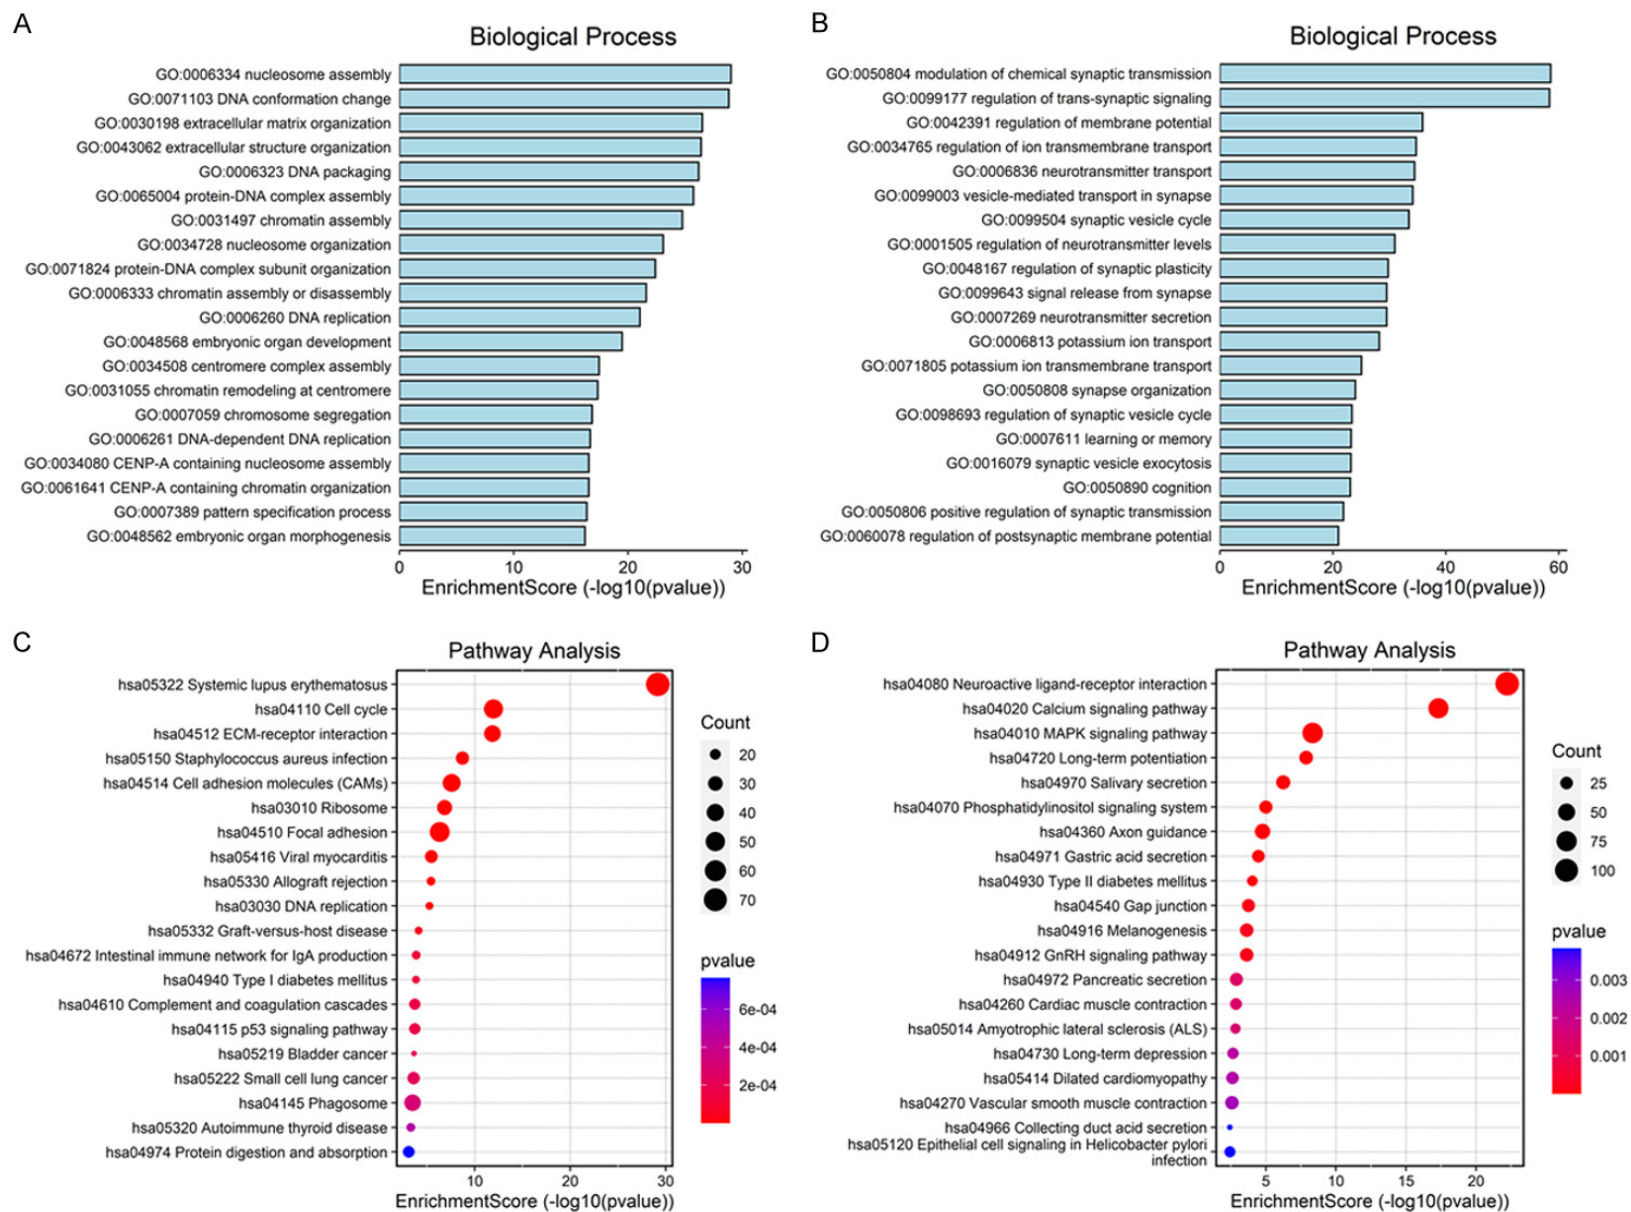 A
Biological Process
GO:0006334 nucleosome assembly
GO:0071103 DNA conformation change
GO:0030198 extracellular matrix organization
GO:0043062 extracellular structure organization
GO:0006323 DNA packaging
GO:0065004 protein-DNA complex assembly
GO:0031497 chromatin assembly
GO:0034728 nucleosome organization
GO:0071824 protein-DNA complex subunit organization
GO:0006333 chromatin assembly or disassembly
GO:0006260 DNA replication
GO:0048568 embryonic organ development
GO:0034508 centromere complex assembly
GO:0031055 chromatin remodeling at centromere
GO:0007059 chromosome segregation
GO:0006261 DNA-dependent DNA replication
GO:0034080 CENP-A containing nucleosome assembly
GO:0061641 CENP-A containing chromatin organization
GO:0007389 pattern specification process
GO:0048562 embryonic organ morphogenesis
0 10 20 30
EnrichmentScore (-log10(pvalue))
B
Biological Process
GO:0050804 modulation of chemical synaptic transmission
GO:0099177 regulation of trans-synaptic signaling
GO:0042391 regulation of membrane potential
GO:0034765 regulation of ion transmembrane transport
GO:0006836 neurotransmitter transport
GO:0099003 vesicle-mediated transport in synapse
GO:0099504 synaptic vesicle cycle
GO:0001505 regulation of neurotransmitter levels
GO:0048167 regulation of synaptic plasticity
GO:0099643 signal release from synapse
GO:0007269 neurotransmitter secretion
GO:0006813 potassium ion transport
GO:0071805 potassium ion transmembrane transport
GO:0050808 synapse organization
GO:0098693 regulation of synaptic vesicle cycle
GO:0007611 learning or memory
GO:0016079 synaptic vesicle exocytosis
GO:0050890 cognition
GO:0050806 positive regulation of synaptic transmission
GO:0060078 regulation of postsynaptic membrane potential
0 20 40 60
EnrichmentScore (-log10(pvalue))
C
Pathway Analysis
hsa05322 Systemic lupus erythematosus
hsa04110 Cell cycle
hsa04512 ECM-receptor interaction
hsa05150 Staphylococcus aureus infection
hsa04514 Cell adhesion molecules (CAMs)
hsa03010 Ribosome
hsa04510 Focal adhesion
hsa05416 Viral myocarditis
hsa05330 Allograft rejection
hsa03030 DNA replication
hsa05332 Graft-versus-host disease
hsa04672 Intestinal immune network for IgA production
hsa04940 Type I diabetes mellitus
hsa04610 Complement and coagulation cascades
hsa04115 p53 signaling pathway
hsa05219 Bladder cancer
hsa05222 Small cell lung cancer
hsa04145 Phagosome
hsa05320 Autoimmune thyroid disease
hsa04974 Protein digestion and absorption
10 20 30
EnrichmentScore (-log10(pvalue))
Count
20
30
40
50
60
70
pvalue
6e-04
4e-04
2e-04
D
Pathway Analysis
hsa04080 Neuroactive ligand-receptor interaction
hsa04020 Calcium signaling pathway
hsa04010 MAPK signaling pathway
hsa04720 Long-term potentiation
hsa04970 Salivary secretion
hsa04070 Phosphatidylinositol signaling system
hsa04360 Axon guidance
hsa04971 Gastric acid secretion
hsa04930 Type II diabetes mellitus
hsa04540 Gap junction
hsa04916 Melanogenesis
hsa04912 GnRH signaling pathway
hsa04972 Pancreatic secretion
hsa04260 Cardiac muscle contraction
hsa05014 Amyotrophic lateral sclerosis (ALS)
hsa04730 Long-term depression
hsa05414 Dilated cardiomyopathy
hsa04270 Vascular smooth muscle contraction
hsa04966 Collecting duct acid secretion
hsa05120 Epithelial cell signaling in Helicobacter pylori
infection
5 10 15 20
EnrichmentScore (-log10(pvalue))
Count
25
50
75
100
pvalue
0.003
0.002
0.001